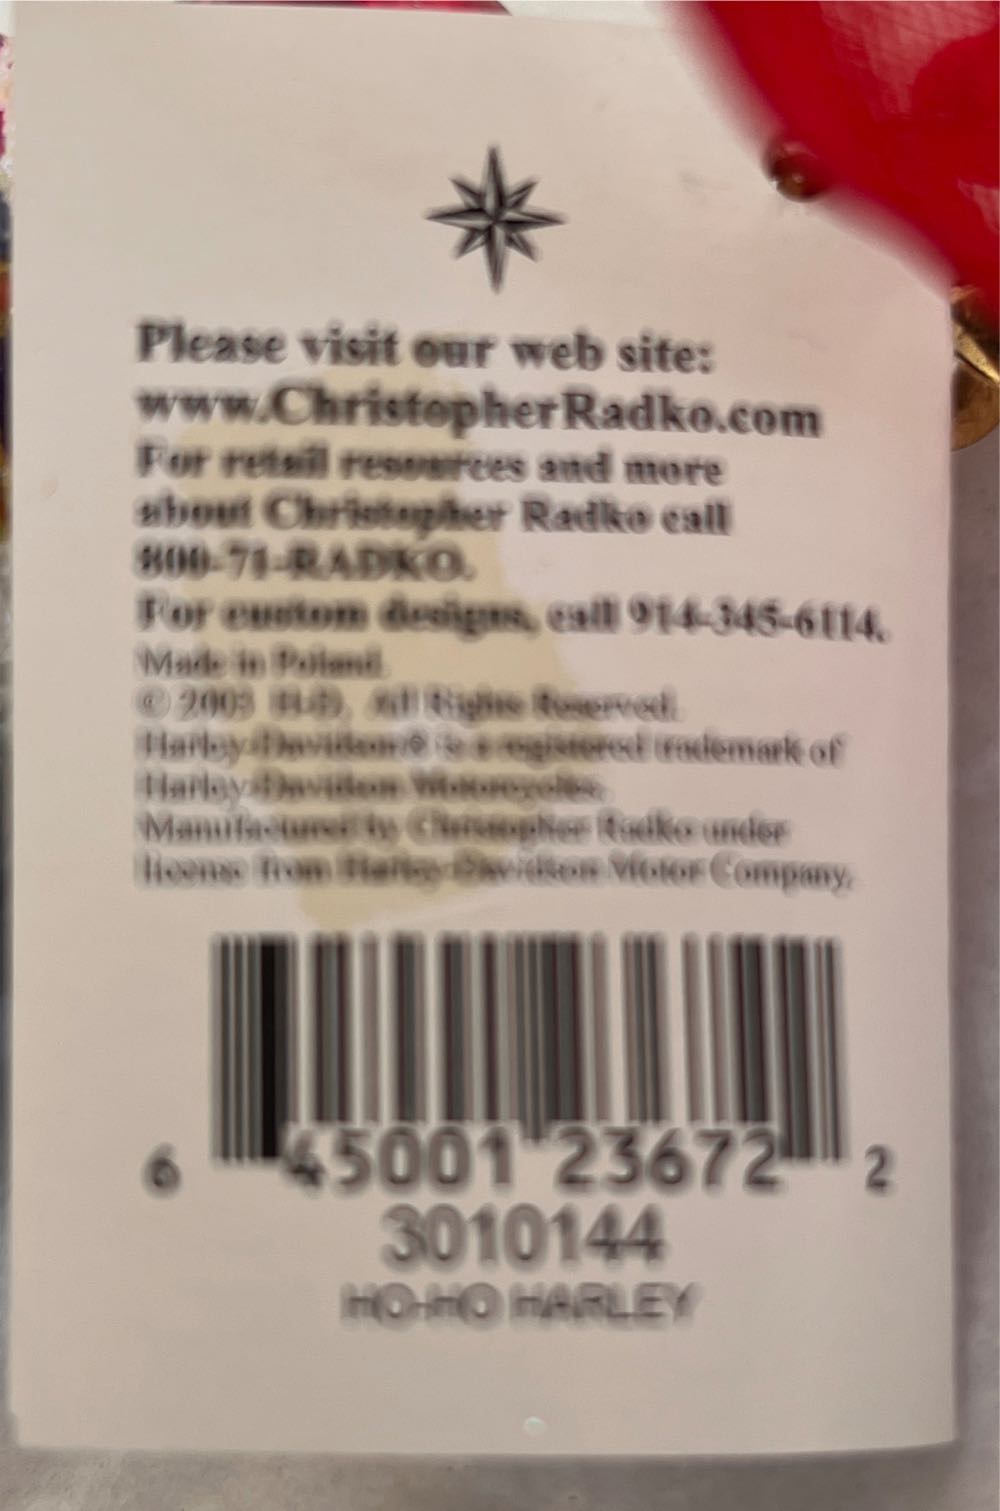 Please visit our web site:
www.ChristopherRadko.com
For retail resources and more
about Christopher Radko call
800-71-RADKO.
For custom designs, call 914-345-6114.
Made in Poland.
© 2003 H-D, All Rights Reserved.
Harley-Davidson® is a registered trademark of
Harley-Davidson Motorcycles.
Manufactured by Christopher Radko under
license from Harley-Davidson Motor Company.
6 45001 23672 2
3010144
HO-HO HARLEY